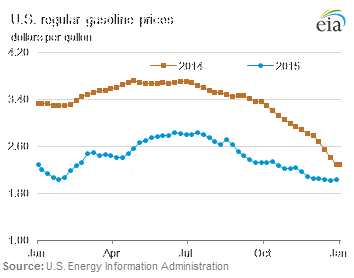 U.S. regular gasoline prices
dollars per gallon
eia
4.20
2014
2015
3.40
2.60
1.80
1.00
Jan Apr Jul Oct Jan
Source: U.S. Energy Information Administration